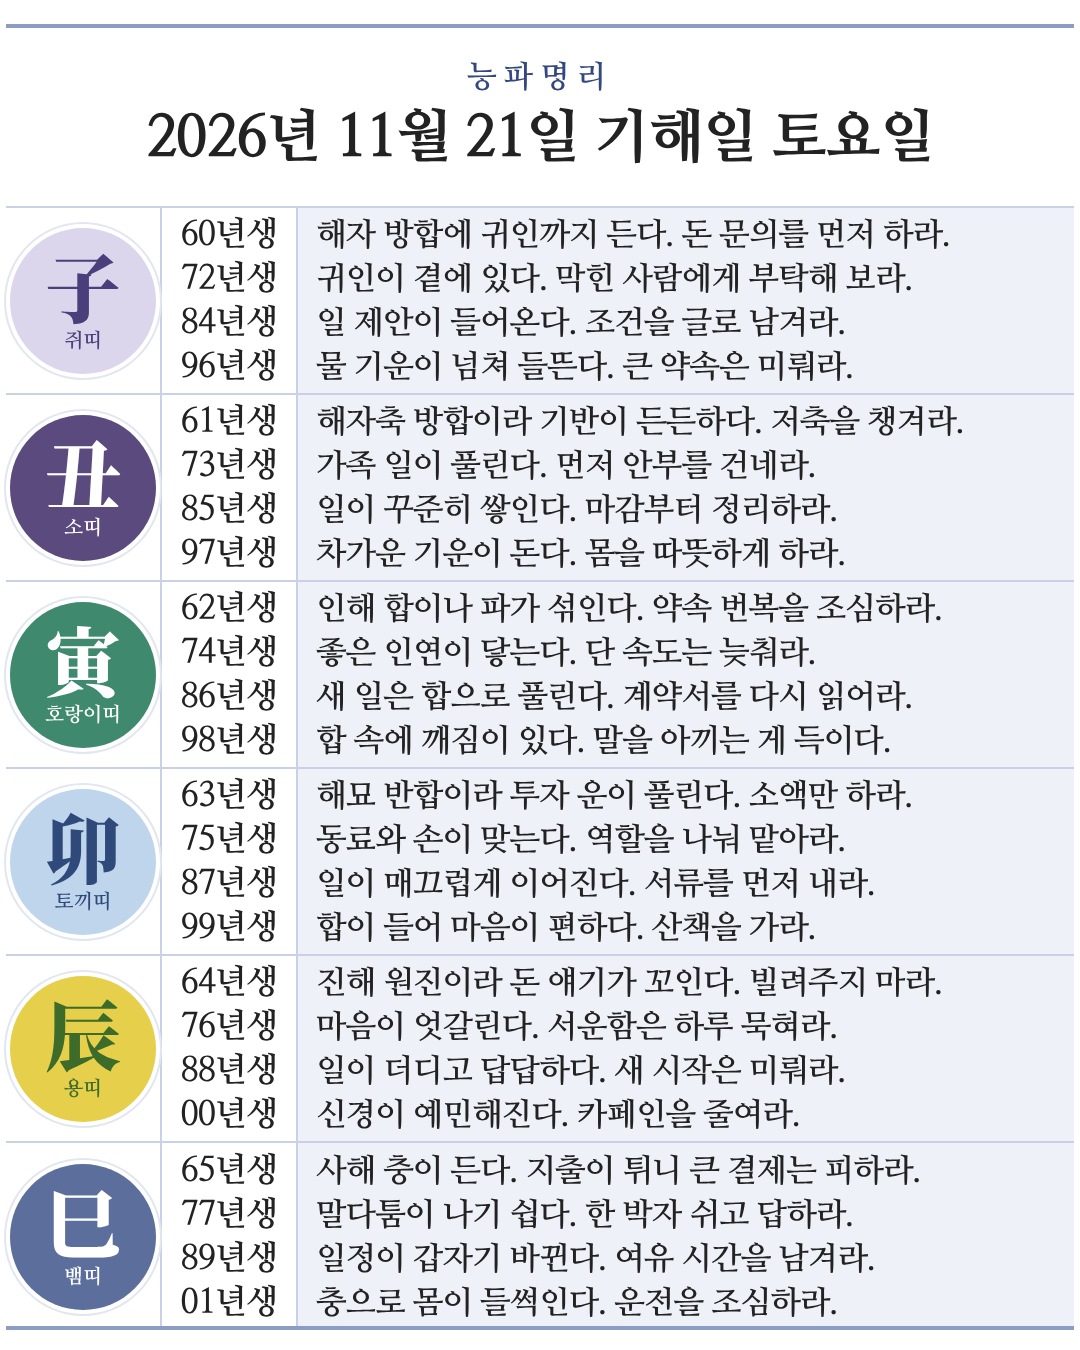 능파명리
2026년 11월 21일 기해일 토요일
子
쥐띠
60년생 해자 방합에 귀인까지 든다. 돈 문의를 먼저 하라.
72년생 귀인이 곁에 있다. 막힌 사람에게 부탁해 보라.
84년생 일 제안이 들어온다. 조건을 글로 남겨라.
96년생 물 기운이 넘쳐 들뜬다. 큰 약속은 미뤄라.
丑
소띠
61년생 해자축 방합이라 기반이 든든하다. 저축을 챙겨라.
73년생 가족 일이 풀린다. 먼저 안부를 건네라.
85년생 일이 꾸준히 쌓인다. 마감부터 정리하라.
97년생 차가운 기운이 돈다. 몸을 따뜻하게 하라.
寅
호랑이띠
62년생 인해 합이나 파가 섞인다. 약속 번복을 조심하라.
74년생 좋은 인연이 닿는다. 단 속도는 늦춰라.
86년생 새 일은 합으로 풀린다. 계약서를 다시 읽어라.
98년생 합 속에 깨짐이 있다. 말을 아끼는 게 득이다.
卯
토끼띠
63년생 해묘 반합이라 투자 운이 풀린다. 소액만 하라.
75년생 동료와 손이 맞는다. 역할을 나눠 맡아라.
87년생 일이 매끄럽게 이어진다. 서류를 먼저 내라.
99년생 합이 들어 마음이 편하다. 산책을 가라.
辰
용띠
64년생 진해 원진이라 돈 얘기가 꼬인다. 빌려주지 마라.
76년생 마음이 엇갈린다. 서운함은 하루 묵혀라.
88년생 일이 더디고 답답하다. 새 시작은 미뤄라.
00년생 신경이 예민해진다. 카페인을 줄여라.
巳
뱀띠
65년생 사해 충이 든다. 지출이 튀니 큰 결제는 피하라.
77년생 말다툼이 나기 쉽다. 한 박자 쉬고 답하라.
89년생 일정이 갑자기 바뀐다. 여유 시간을 남겨라.
01년생 충으로 몸이 들썩인다. 운전을 조심하라.